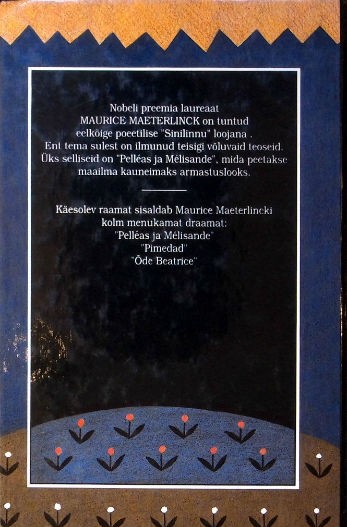 Nobeli preemia laureaat
MAURICE MAETERLINCK on tuntud
eelkõige poeetilise "Sinilinnu" loojana .
Ent tema sulest on ilmunud teisigi võluvaid teoseid.
Üks selliseid on "Pelléas ja Mélisande", mida peetakse
maailma kauneimaks armastuslooks.
Käesolev raamat sisaldab Maurice Maeterlincki
kolm menukamat draamat:
"Pelléas ja Mélisande"
"Pimedad"
"Õde Beatrice"